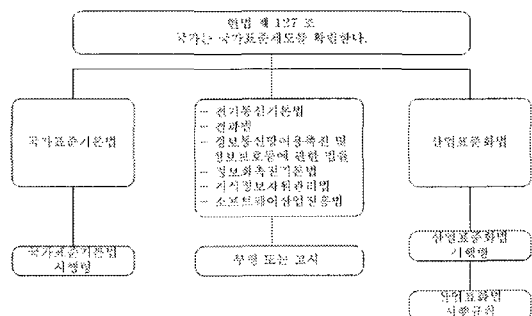 헌법 제 127 조
국가는 국가표준제도를 확립한다.
국가표준기본법
- 전기통신기본법
- 전파법
- 정보통신망이용촉진 및
정보보호등에 관한 법률
- 정보화촉진기본법
- 지식정보자원관리법
- 소프트웨어산업진흥법
산업표준화법
국가표준기본법
시행령
부령 또는 고시
산업표준화법
시행령
산업표준화법
시행규칙